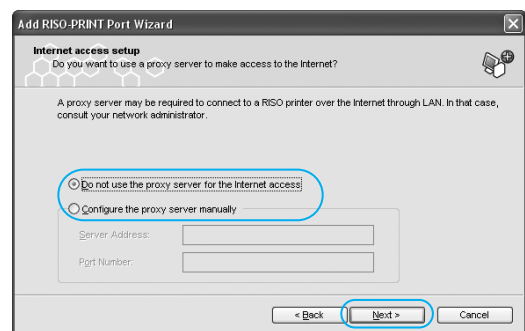 Add RISO-PRINT Port Wizard
Internet access setup
Do you want to use a proxy server to make access to the Internet?
A proxy server may be required to connect to a RISO printer over the Internet through LAN. In that case,
consult your network administrator.
Do not use the proxy server for the Internet access
Configure the proxy server manually
Server Address:
Port Number:
< Back Next > Cancel